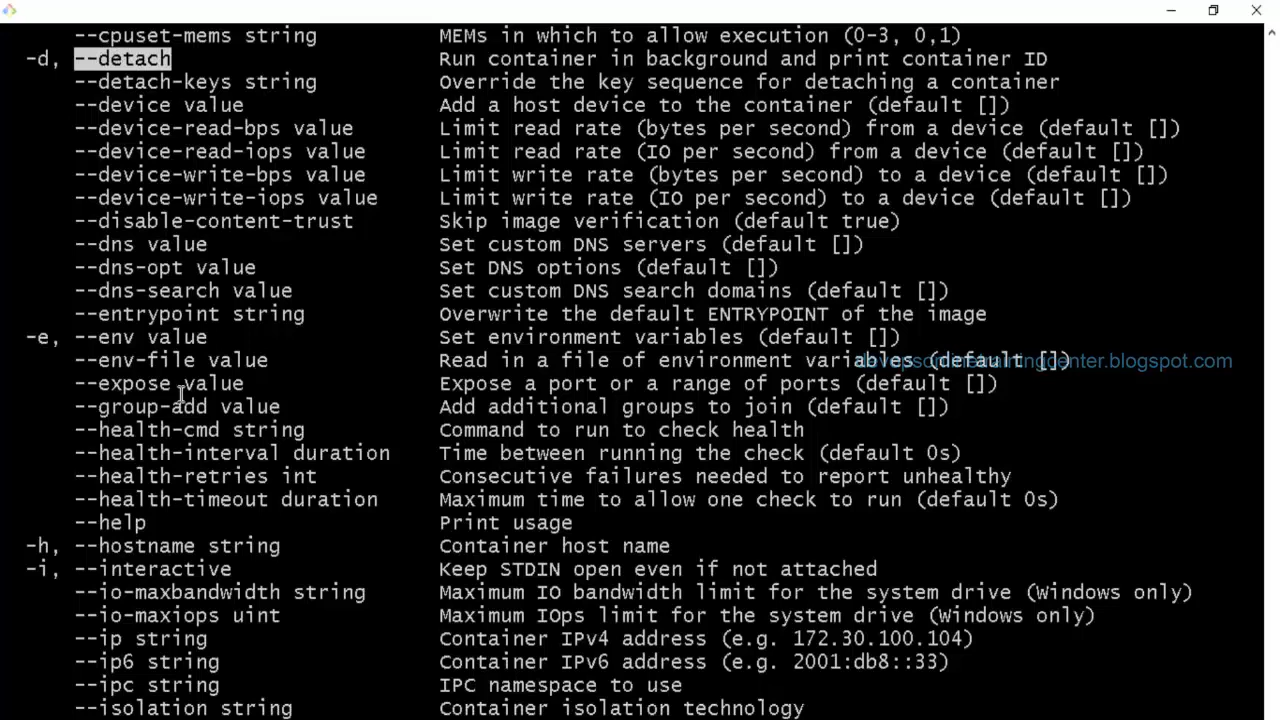 --cpuset-mems string MEMs in which to allow execution (0-3, 0,1)
-d, --detach Run container in background and print container ID
--detach-keys string Override the key sequence for detaching a container
--device value Add a host device to the container (default [])
--device-read-bps value Limit read rate (bytes per second) from a device (default [])
--device-read-iops value Limit read rate (IO per second) from a device (default [])
--device-write-bps value Limit write rate (bytes per second) to a device (default [])
--device-write-iops value Limit write rate (IO per second) to a device (default [])
--disable-content-trust Skip image verification (default true)
--dns value Set custom DNS servers (default [])
--dns-opt value Set DNS options (default [])
--dns-search value Set custom DNS search domains (default [])
--entrypoint string Overwrite the default ENTRYPOINT of the image
-e, --env value Set environment variables (default [])
--env-file value Read in a file of environment variables (default [])
devopsonlinetrainingcenter.blogspot.com
--expose value Expose a port or a range of ports (default [])
--group-add value Add additional groups to join (default [])
--health-cmd string Command to run to check health
--health-interval duration Time between running the check (default 0s)
--health-retries int Consecutive failures needed to report unhealthy
--health-timeout duration Maximum time to allow one check to run (default 0s)
--help Print usage
-h, --hostname string Container host name
-i, --interactive Keep STDIN open even if not attached
--io-maxbandwidth string Maximum IO bandwidth limit for the system drive (Windows only)
--io-maxiops uint Maximum IOps limit for the system drive (Windows only)
--ip string Container IPv4 address (e.g. 172.30.100.104)
--ip6 string Container IPv6 address (e.g. 2001:db8::33)
--ipc string IPC namespace to use
--isolation string Container isolation technology